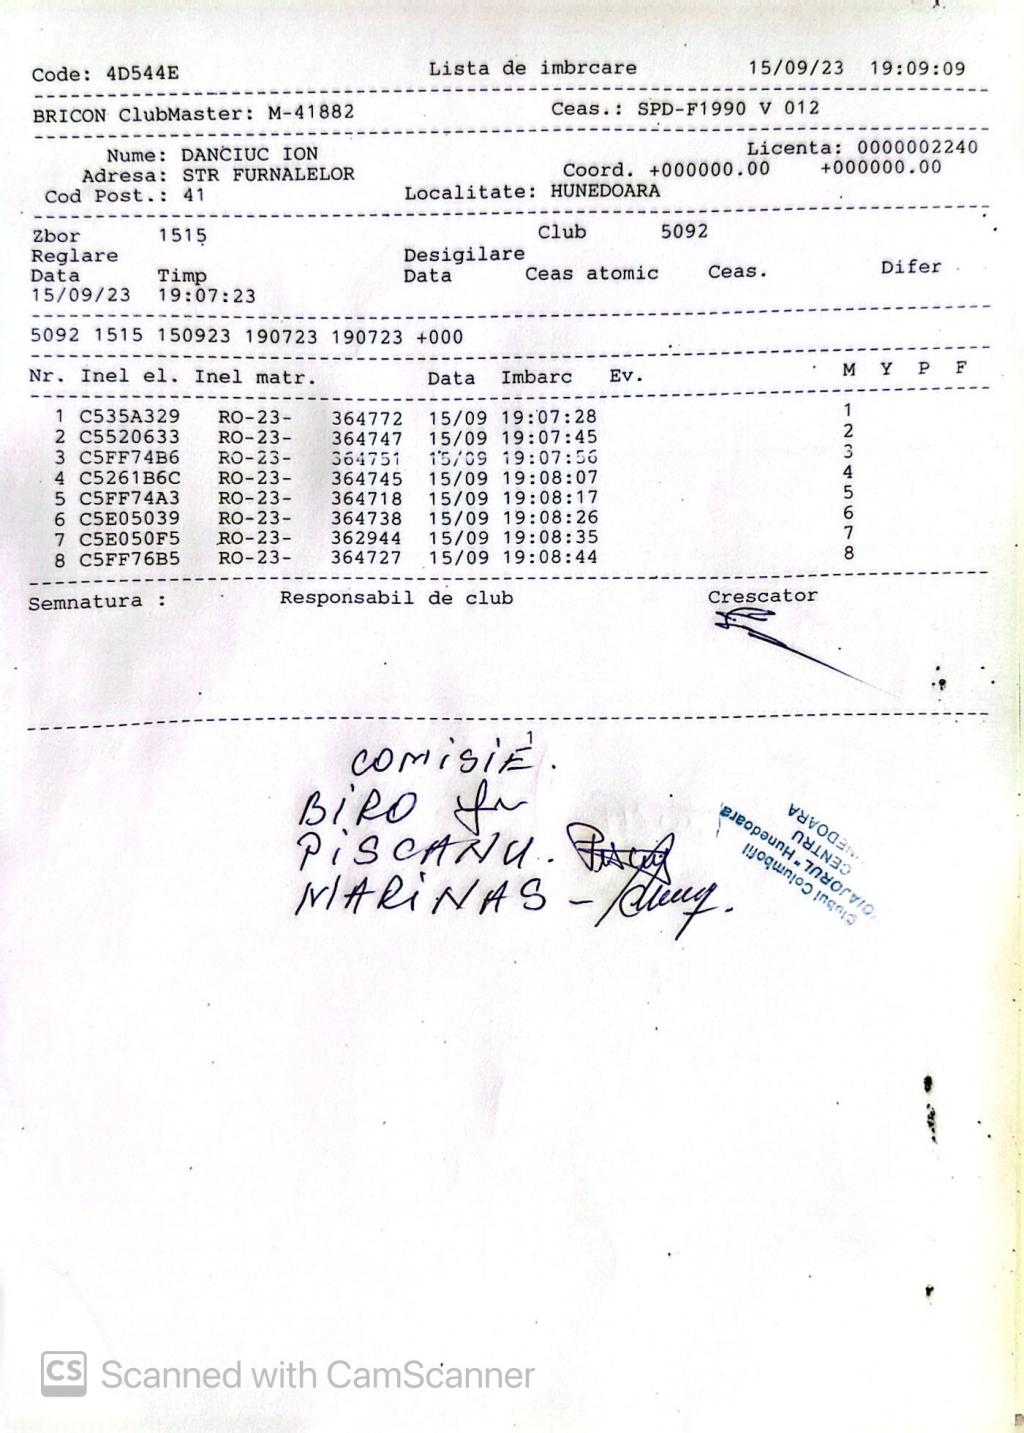 Code: 4D544E Lista de imbrcare 15/09/23 19:09:09
BRICON ClubMaster: M-41882 Ceas.: SPD-F1990 V 012
Nume: DANCIUC ION Licenta: 0000002240
Adresa: STR FURNALELOR Coord. +000000.00 +000000.00
Cod Post.: 41 Localitate: HUNEDOARA
Zbor 1515 Club 5092
Reglare Desigilare
Data Timp Data Ceas atomic Ceas. Difer
15/09/23 19:07:23
5092 1515 150923 190723 190723 +000
Nr. Inel el. Inel matr. Data Imbarc Ev. M Y P F
1 C535A329 RO-23- 364772 15/09 19:07:28 1
2 C5520633 RO-23- 364747 15/09 19:07:45 2
3 C5FF74B6 RO-23- 364751 15/09 19:07:56 3
4 C5261B6C RO-23- 364745 15/09 19:08:07 4
5 C5FF74A3 RO-23- 364718 15/09 19:08:17 5
6 C5E05039 RO-23- 364738 15/09 19:08:26 6
7 C5E050F5 RO-23- 362944 15/09 19:08:35 7
8 C5FF76B5 RO-23- 364727 15/09 19:08:44 8
Semnatura : Responsabil de club Crescator
COMISIE.
BIRO
PISCANU.
MARINAS -
Clubul Columbofil
"Hunedoara
CENTRU
CS Scanned with CamScanner